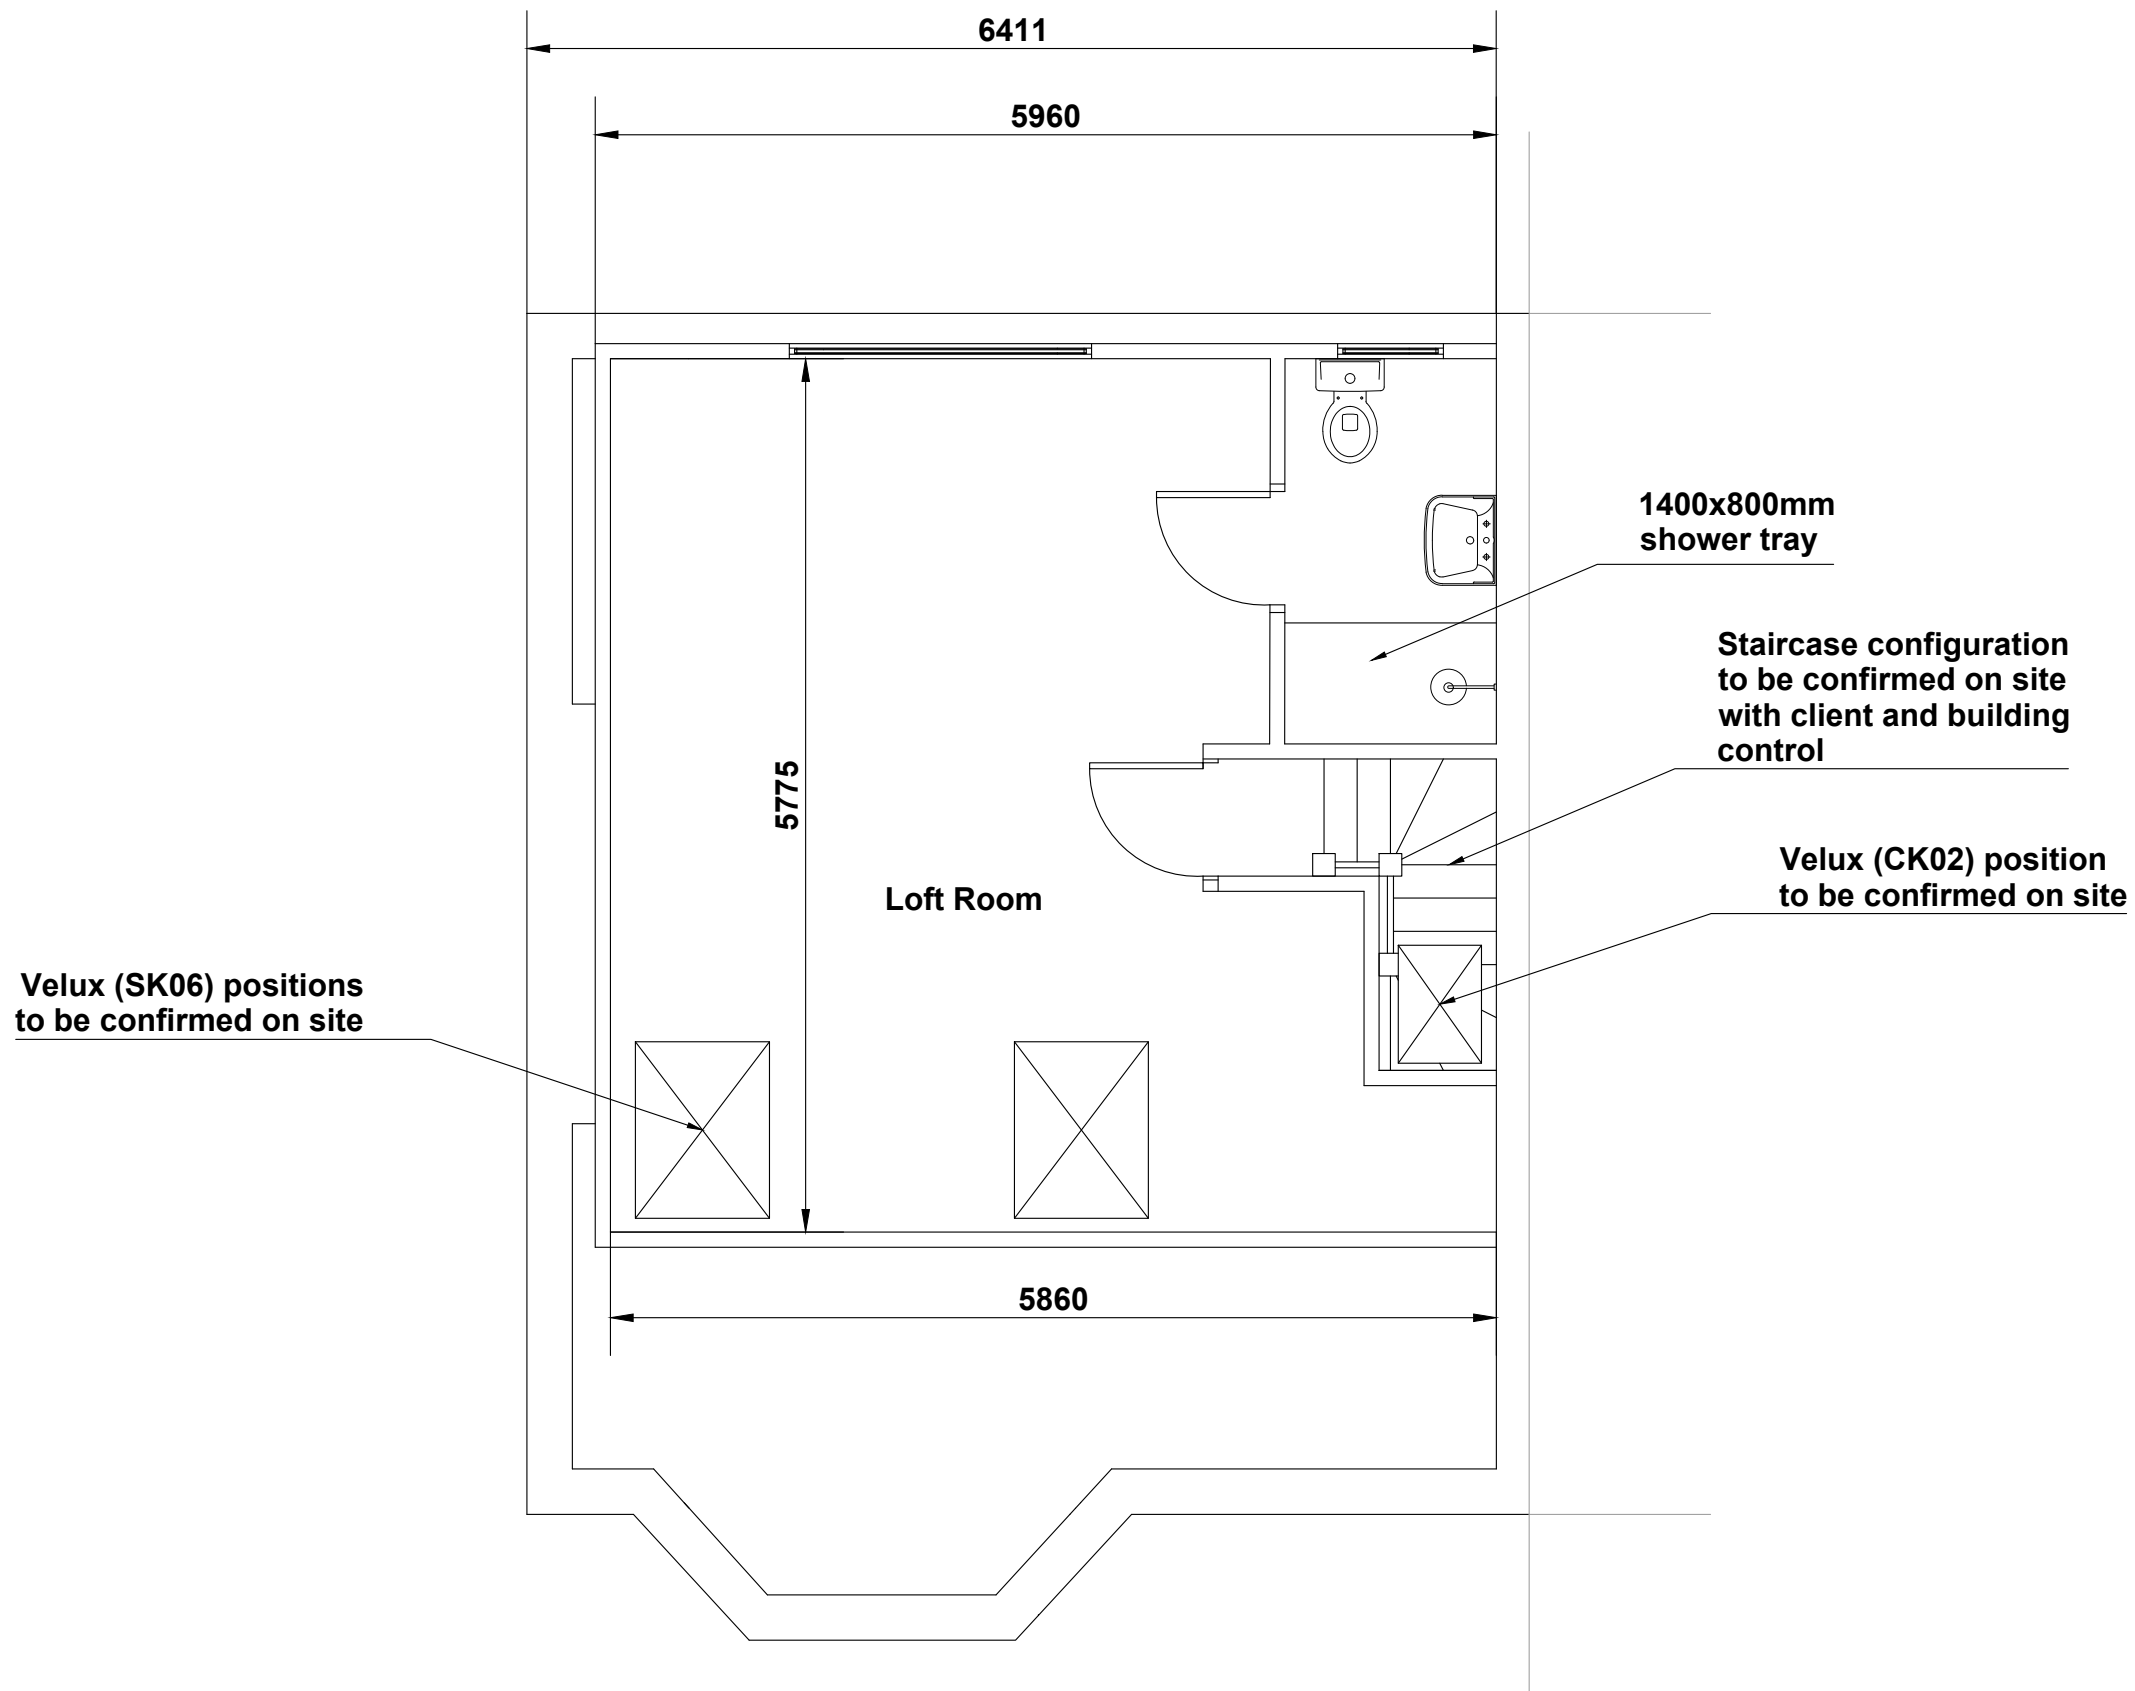 6411
5960
1400x800mm
shower tray
Staircase configuration
to be confirmed on site
with client and building
control
5775
Velux (CK02) position
to be confirmed on site
Loft Room
Velux (SK06) positions
to be confirmed on site
5860